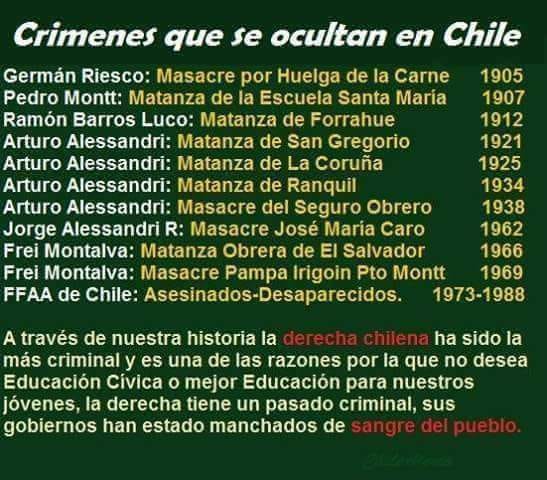 Crimenes que se ocultan en Chile
Germán Riesco: Masacre por Huelga de la Carne 1905
Pedro Montt: Matanza de la Escuela Santa María 1907
Ramón Barros Luco: Matanza de Forrahue 1912
Arturo Alessandri: Matanza de San Gregorio 1921
Arturo Alessandri: Matanza de La Coruña 1925
Arturo Alessandri: Matanza de Ranquil 1934
Arturo Alessandri: Masacre del Seguro Obrero 1938
Jorge Alessandri R: Masacre José María Caro 1962
Frei Montalva: Matanza Obrera de El Salvador 1966
Frei Montalva: Masacre Pampa Irigoin Pto Montt 1969
FFAA de Chile: Asesinados-Desaparecidos. 1973-1988
A través de nuestra historia la derecha chilena ha sido la
más criminal y es una de las razones por la que no desea
Educación Cívica o mejor Educación para nuestros
jóvenes, la derecha tiene un pasado criminal, sus
gobiernos han estado manchados de sangre del pueblo.